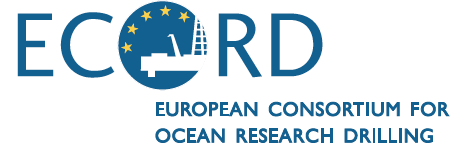 ECORD
EUROPEAN CONSORTIUM FOR
OCEAN RESEARCH DRILLING